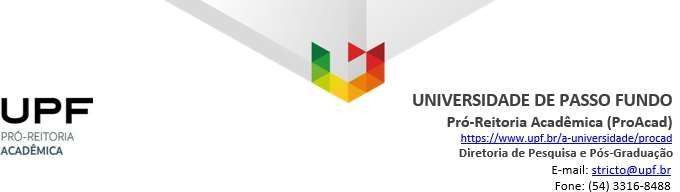 UPF
PRÓ-REITORIA
ACADÊMICA
UNIVERSIDADE DE PASSO FUNDO
Pró-Reitoria Acadêmica (ProAcad)
https://www.upf.br/a-universidade/procad
Diretoria de Pesquisa e Pós-Graduação
E-mail: stricto@upf.br
Fone: (54) 3316-8488